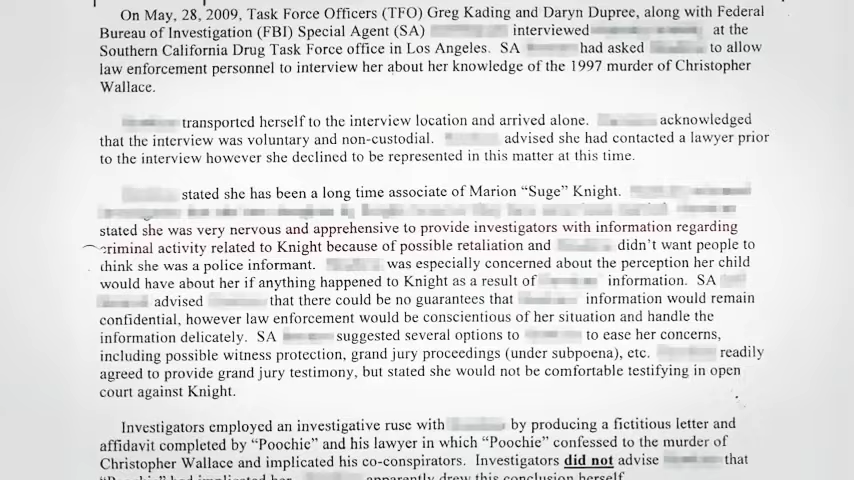 On May, 28, 2009, Task Force Officers (TFO) Greg Kading and Daryn Dupree, along with Federal
Bureau of Investigation (FBI) Special Agent (SA) interviewed at the
Southern California Drug Task Force office in Los Angeles. SA had asked to allow
law enforcement personnel to interview her about her knowledge of the 1997 murder of Christopher
Wallace.
transported herself to the interview location and arrived alone. acknowledged
that the interview was voluntary and non-custodial. advised she had contacted a lawyer prior
to the interview however she declined to be represented in this matter at this time.
stated she has been a long time associate of Marion “Suge” Knight.
stated she was very nervous and apprehensive to provide investigators with information regarding
criminal activity related to Knight because of possible retaliation and didn’t want people to
think she was a police informant. was especially concerned about the perception her child
would have about her if anything happened to Knight as a result of information. SA
advised that there could be no guarantees that information would remain
confidential, however law enforcement would be conscientious of her situation and handle the
information delicately. SA suggested several options to to ease her concerns,
including possible witness protection, grand jury proceedings (under subpoena), etc. readily
agreed to provide grand jury testimony, but stated she would not be comfortable testifying in open
court against Knight.
Investigators employed an investigative ruse with by producing a fictitious letter and
affidavit completed by “Poochie” and his lawyer in which “Poochie” confessed to the murder of
Christopher Wallace and implicated his co-conspirators. Investigators did not advise that
“Poochie” had implicated her. apparently drew this conclusion herself.